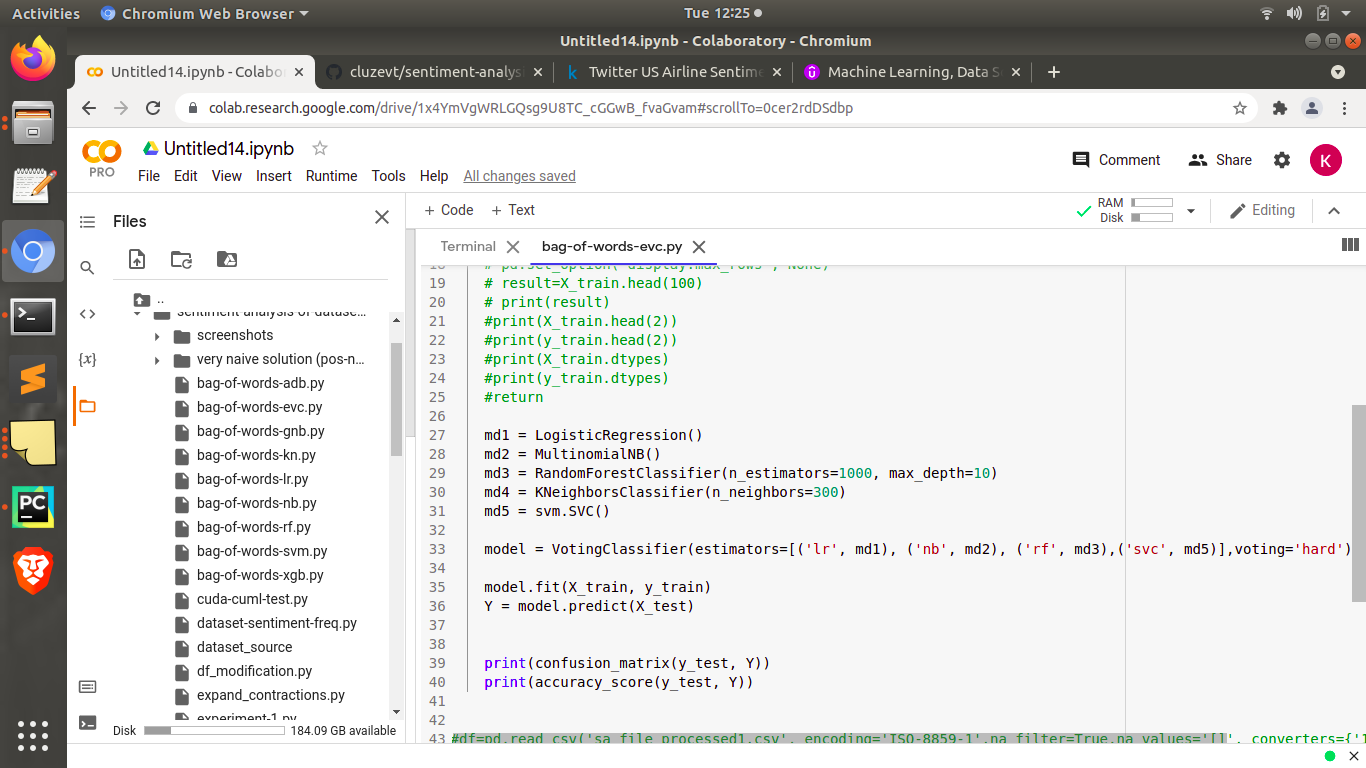 Activities
Chromium Web Browser
Tue 12:25
Untitled14.ipynb - Colaboratory - Chromium
Untitled14.ipynb - Colabo
cluzevt/sentiment-analys
Twitter US Airline Sentime
Machine Learning, Data S
colab.research.google.com/drive/1x4YmVgWRLGQsg9U8TC_cGGwB_fvaGvam#scrollTo=0cer2rdDSdbp
PRO
Untitled14.ipynb
File Edit View Insert Runtime Tools Help All changes saved
Comment
Share
K
Files
+ Code + Text
RAM
Disk
Editing
Terminal
bag-of-words-evc.py
..
sentiment analysis of datase...
screenshots
very naive solution (pos-n...
bag-of-words-adb.py
bag-of-words-evc.py
bag-of-words-gnb.py
bag-of-words-kn.py
bag-of-words-lr.py
bag-of-words-nb.py
bag-of-words-rf.py
bag-of-words-svm.py
bag-of-words-xgb.py
cuda-cuml-test.py
dataset-sentiment-freq.py
dataset_source
df_modification.py
expand_contractions.py
experiment-1.py
Disk 184.09 GB available
18 # pd.set_option('display.max_rows', None)
19 # result=X_train.head(100)
20 # print(result)
21 #print(X_train.head(2))
22 #print(y_train.head(2))
23 #print(X_train.dtypes)
24 #print(y_train.dtypes)
25 #return
26
27 md1 = LogisticRegression()
28 md2 = MultinomialNB()
29 md3 = RandomForestClassifier(n_estimators=1000, max_depth=10)
30 md4 = KNeighborsClassifier(n_neighbors=300)
31 md5 = svm.SVC()
32
33 model = VotingClassifier(estimators=[('lr', md1), ('nb', md2), ('rf', md3),('svc', md5)],voting='hard')
34
35 model.fit(X_train, y_train)
36 Y = model.predict(X_test)
37
38
39 print(confusion_matrix(y_test, Y))
40 print(accuracy_score(y_test, Y))
41
42
43 #df=pd.read_csv('sa_file_processed1.csv', encoding='ISO-8859-1',na_filter=True,na_values='[]', converters={'1